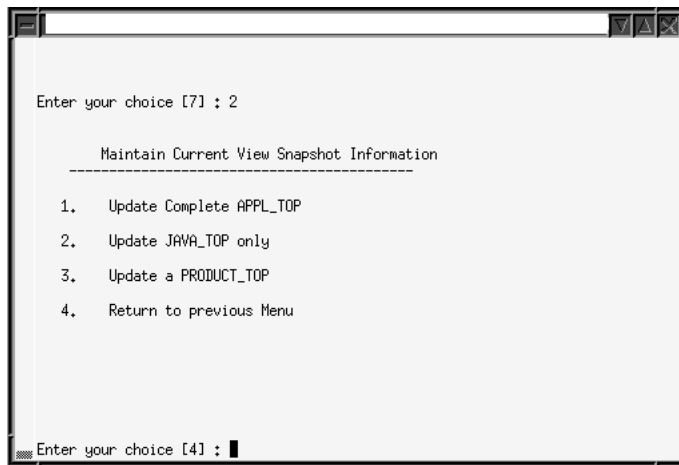 Enter your choice [7] : 2
Maintain Current View Snapshot Information
-------------------------------------------
1.    Update Complete APPL_TOP
2.    Update JAVA_TOP only
3.    Update a PRODUCT_TOP
4.    Return to previous Menu
Enter your choice [4] :